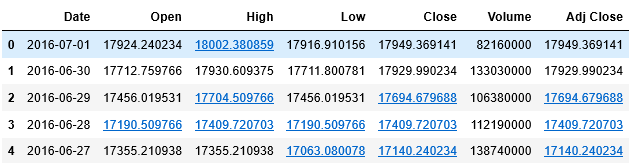 Date Open High Low Close Volume Adj Close
0 2016-07-01 17924.240234 18002.380859 17916.910156 17949.369141 82160000 17949.369141
1 2016-06-30 17712.759766 17930.609375 17711.800781 17929.990234 133030000 17929.990234
2 2016-06-29 17456.019531 17704.509766 17456.019531 17694.679688 106380000 17694.679688
3 2016-06-28 17190.509766 17409.720703 17190.509766 17409.720703 112190000 17409.720703
4 2016-06-27 17355.210938 17355.210938 17063.080078 17140.240234 138740000 17140.240234